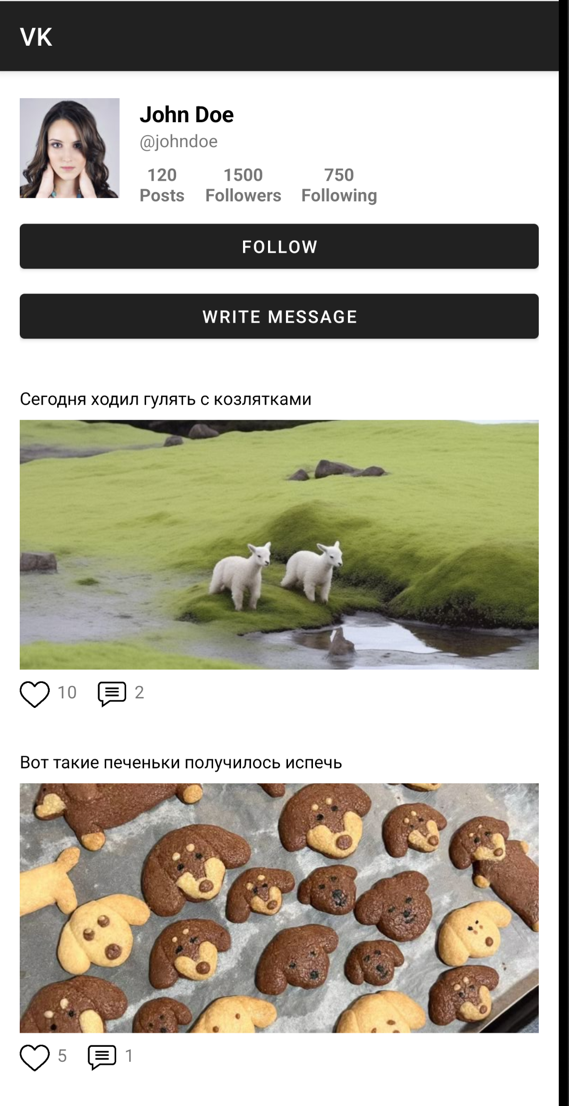 VK
John Doe
@johndoe
120 1500 750
Posts Followers Following
FOLLOW
WRITE MESSAGE
Сегодня ходил гулять с козлятками
10 2
Вот такие печеньки получилось испечь
5 1